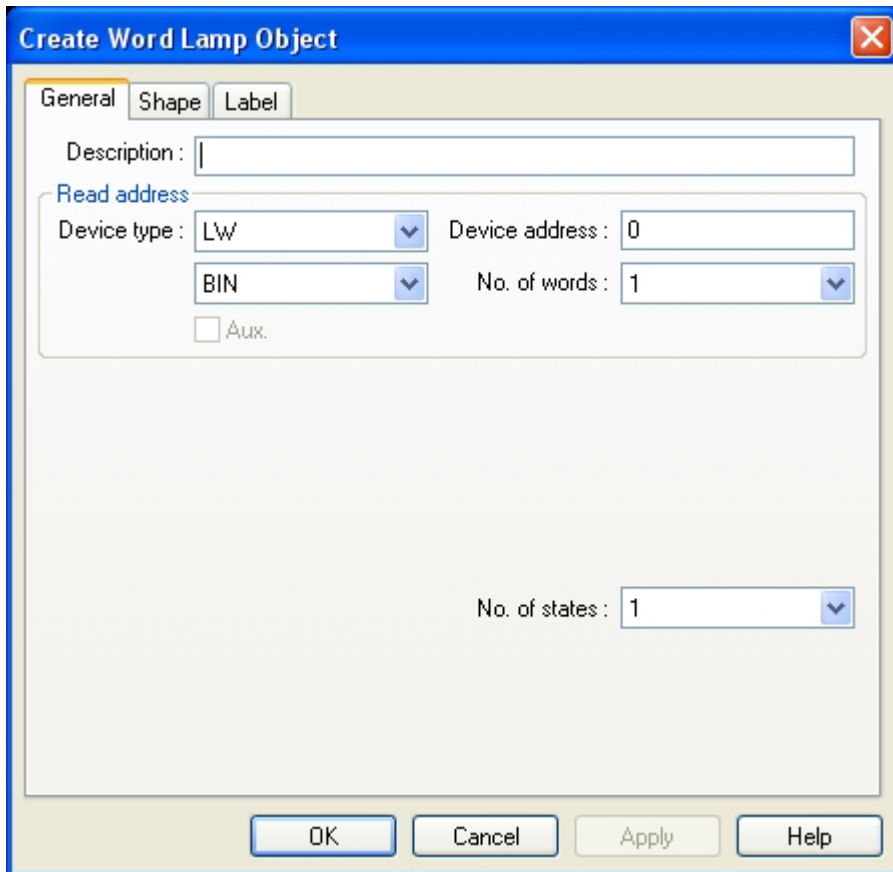 Create Word Lamp Object
General Shape Label
Description :
Read address
Device type : LW Device address : 0
BIN No. of words : 1
Aux.
No. of states : 1
OK Cancel Apply Help